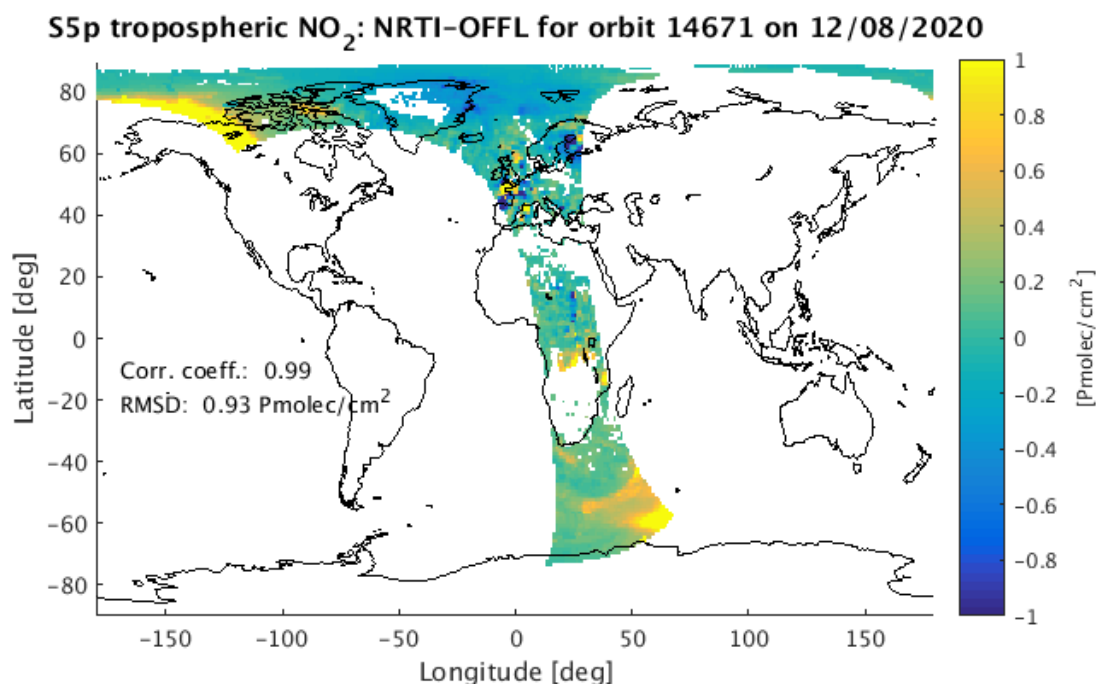 S5p tropospheric NO2: NRTI-OFFL for orbit 14671 on 12/08/2020
Latitude [deg]
80
60
40
20
0
-20
-40
-60
-80
Corr. coeff.: 0.99
RMSD: 0.93 Pmolec/cm2
-150 -100 -50 0 50 100 150
Longitude [deg]
1
0.8
0.6
0.4
0.2
0
-0.2
-0.4
-0.6
-0.8
-1
[Pmolec/ cm2]